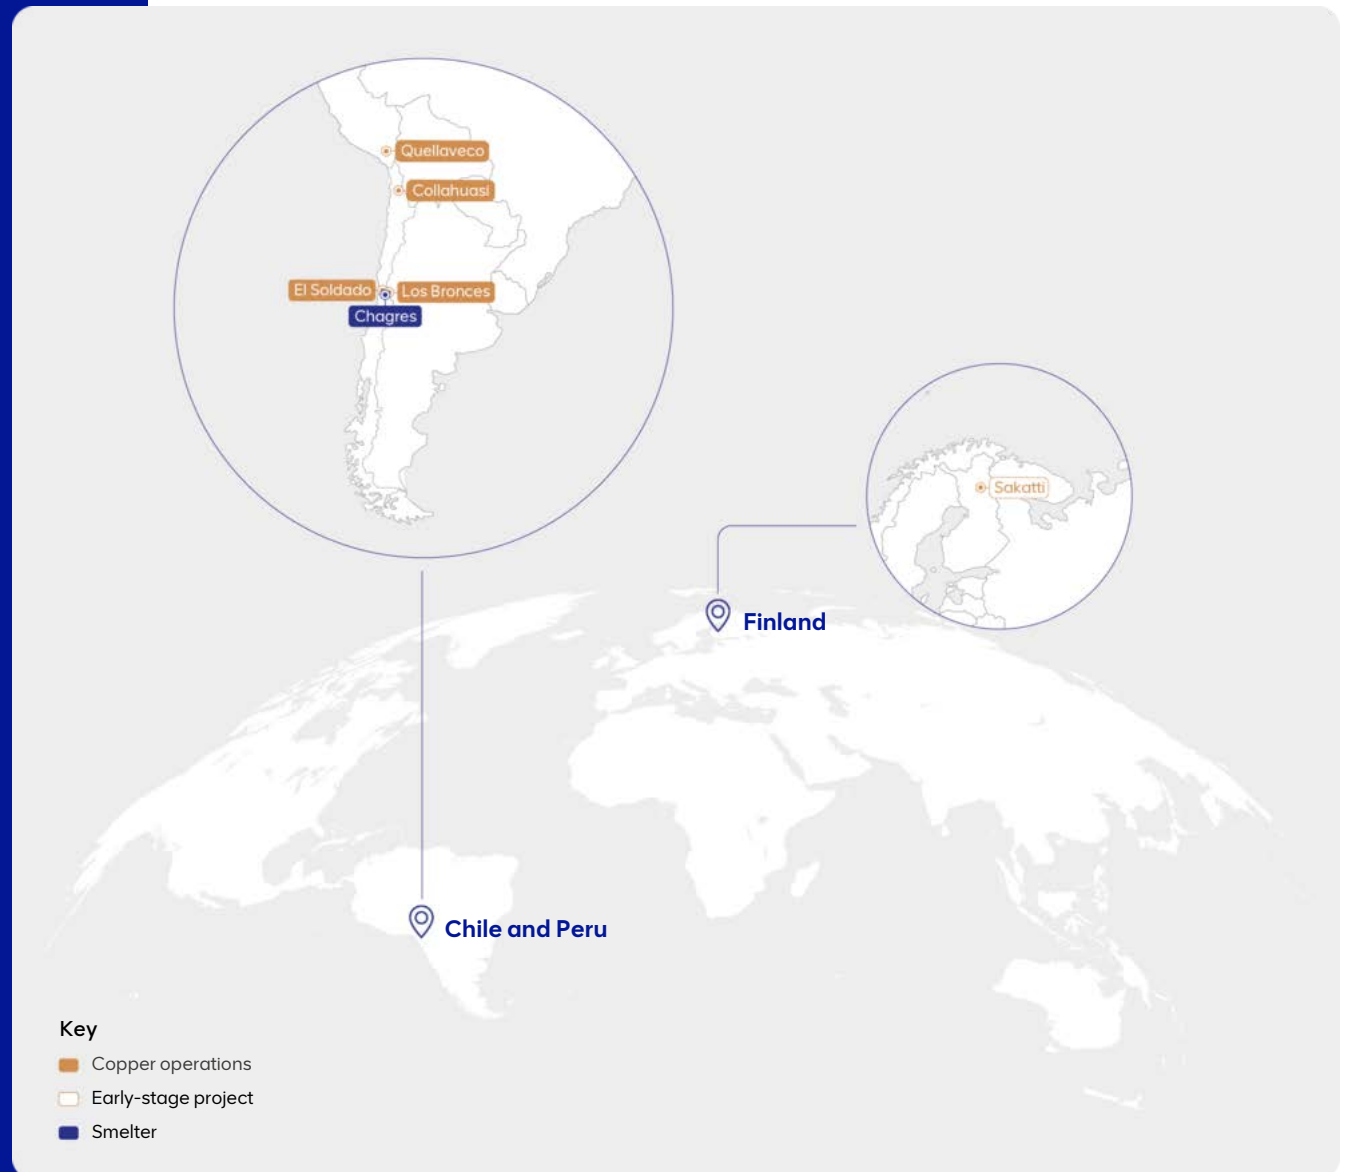 Quellaveco
Collahuasi
El Soldado
Los Bronces
Chagres
Sakatti
Finland
Chile and Peru
Key
Copper operations
Early-stage project
Smelter